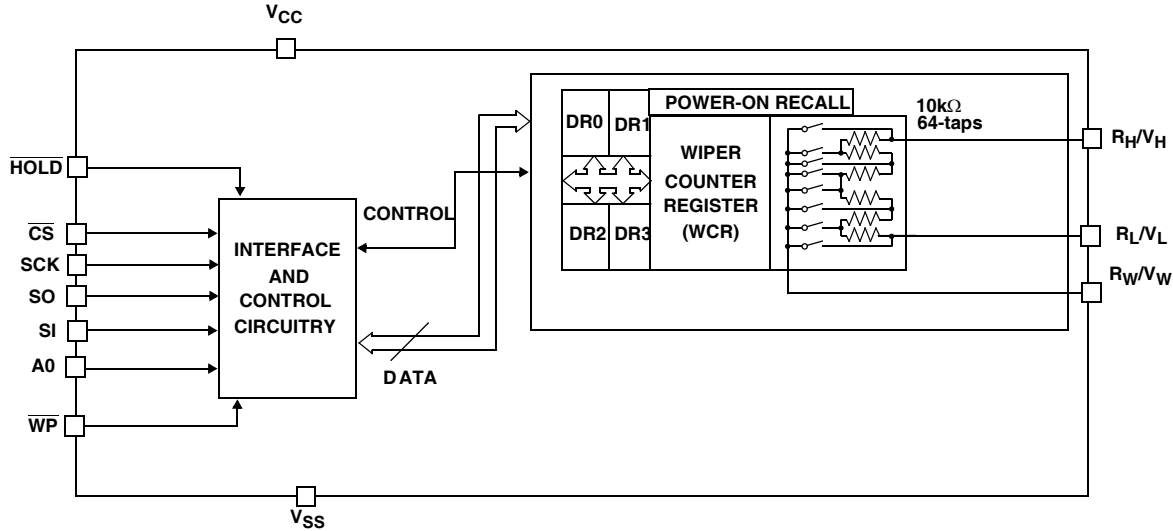 VCC
POWER-ON RECALL
10kΩ
64-taps
DR0
DR1
RH/VH
HOLD
WIPER
COUNTER
REGISTER
(WCR)
CONTROL
DR2
DR3
CS
SCK
SO
SI
A0
WP
INTERFACE
AND
CONTROL
CIRCUITRY
RL/VL
RW/VW
DATA
VSS